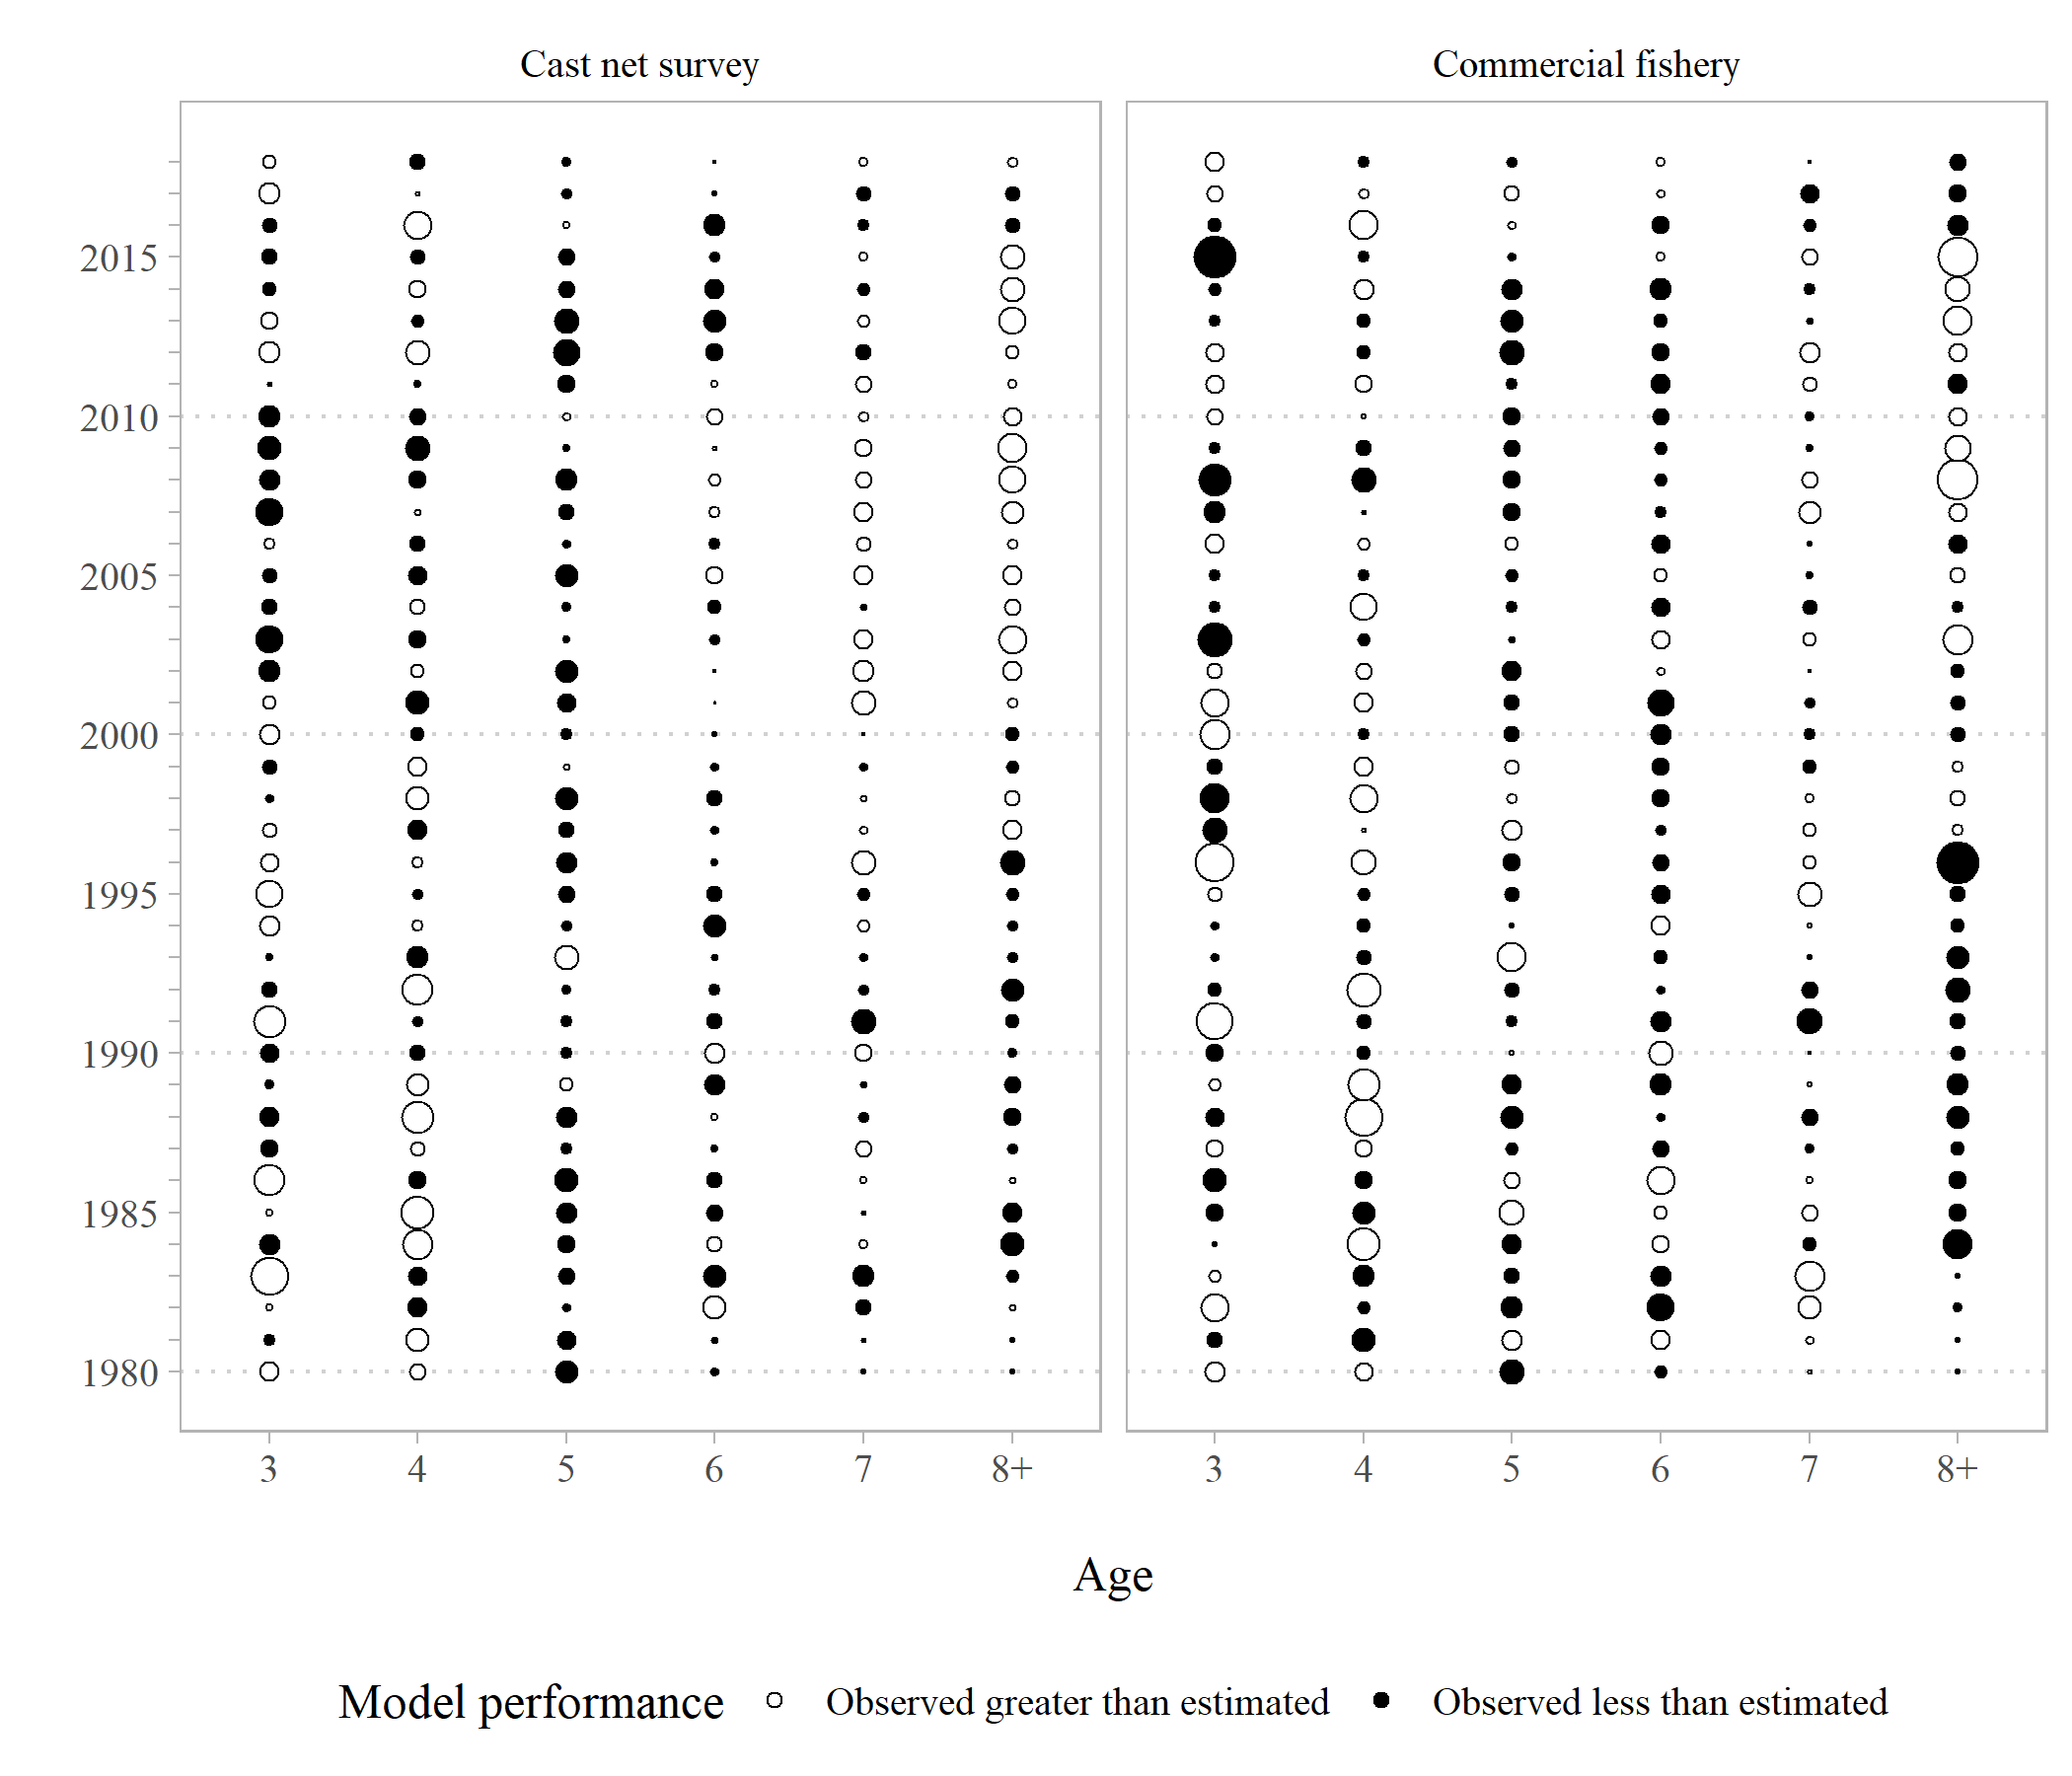 Cast net survey Commercial fishery
2015
2010
2005
2000
1995
1990
1985
1980
3 4 5 6 7 8+ 3 4 5 6 7 8+
Age
Model performance Observed greater than estimated Observed less than estimated